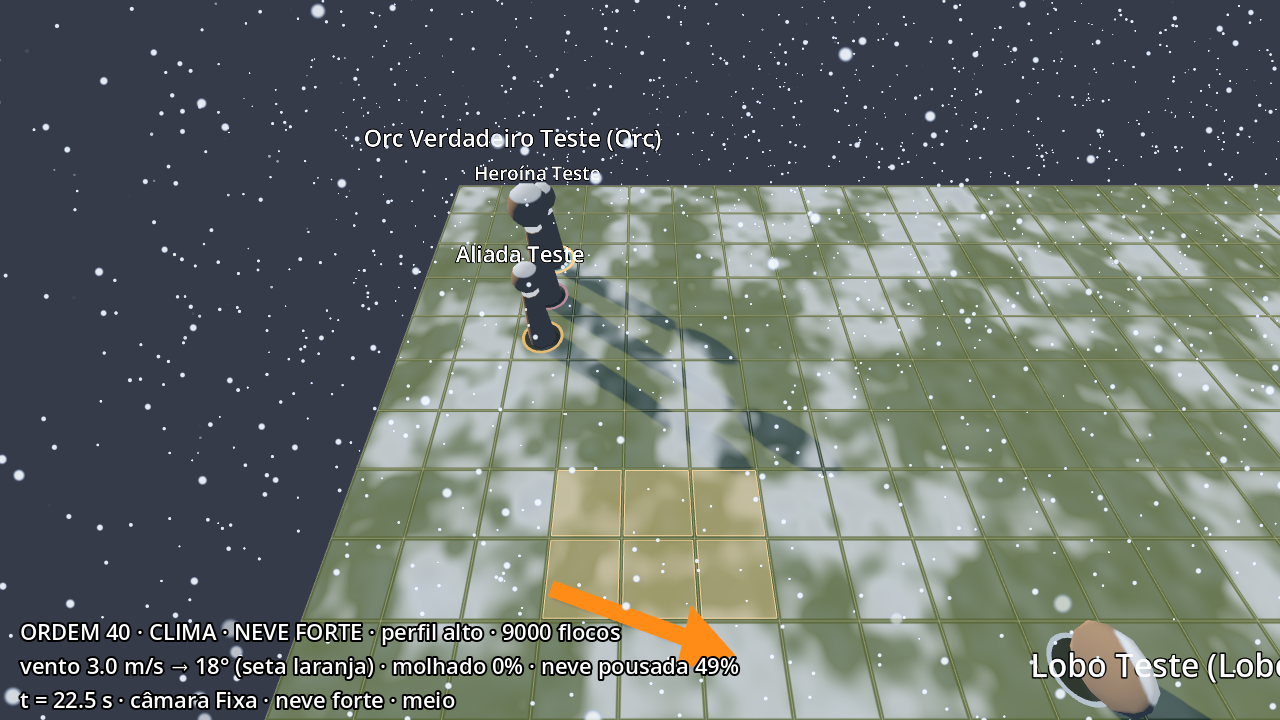 Orc Verdadeiro Teste (Orc)
Heroína Teste
Aliada Teste
ORDEM 40 · CLIMA · NEVE FORTE · perfil alto · 9000 flocos
vento 3.0 m/s → 18° (seta laranja) · molhado 0% · neve pousada 49%
Lobo Teste (Lobo
t = 22.5 s · câmara Fixa · neve forte · meio